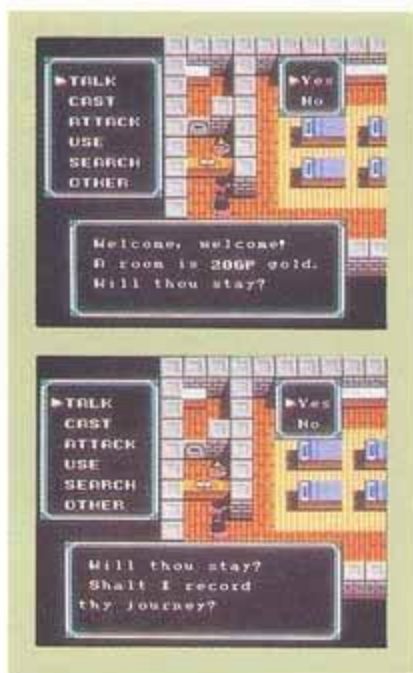 TALK
CAST
ATTACK
USE
SEARCH
OTHER
Yes
No
Welcome, welcome!
A room is 20GP gold.
Will thou stay?
TALK
CAST
ATTACK
USE
SEARCH
OTHER
Yes
No
Will thou stay?
Shalt I record
thy journey?